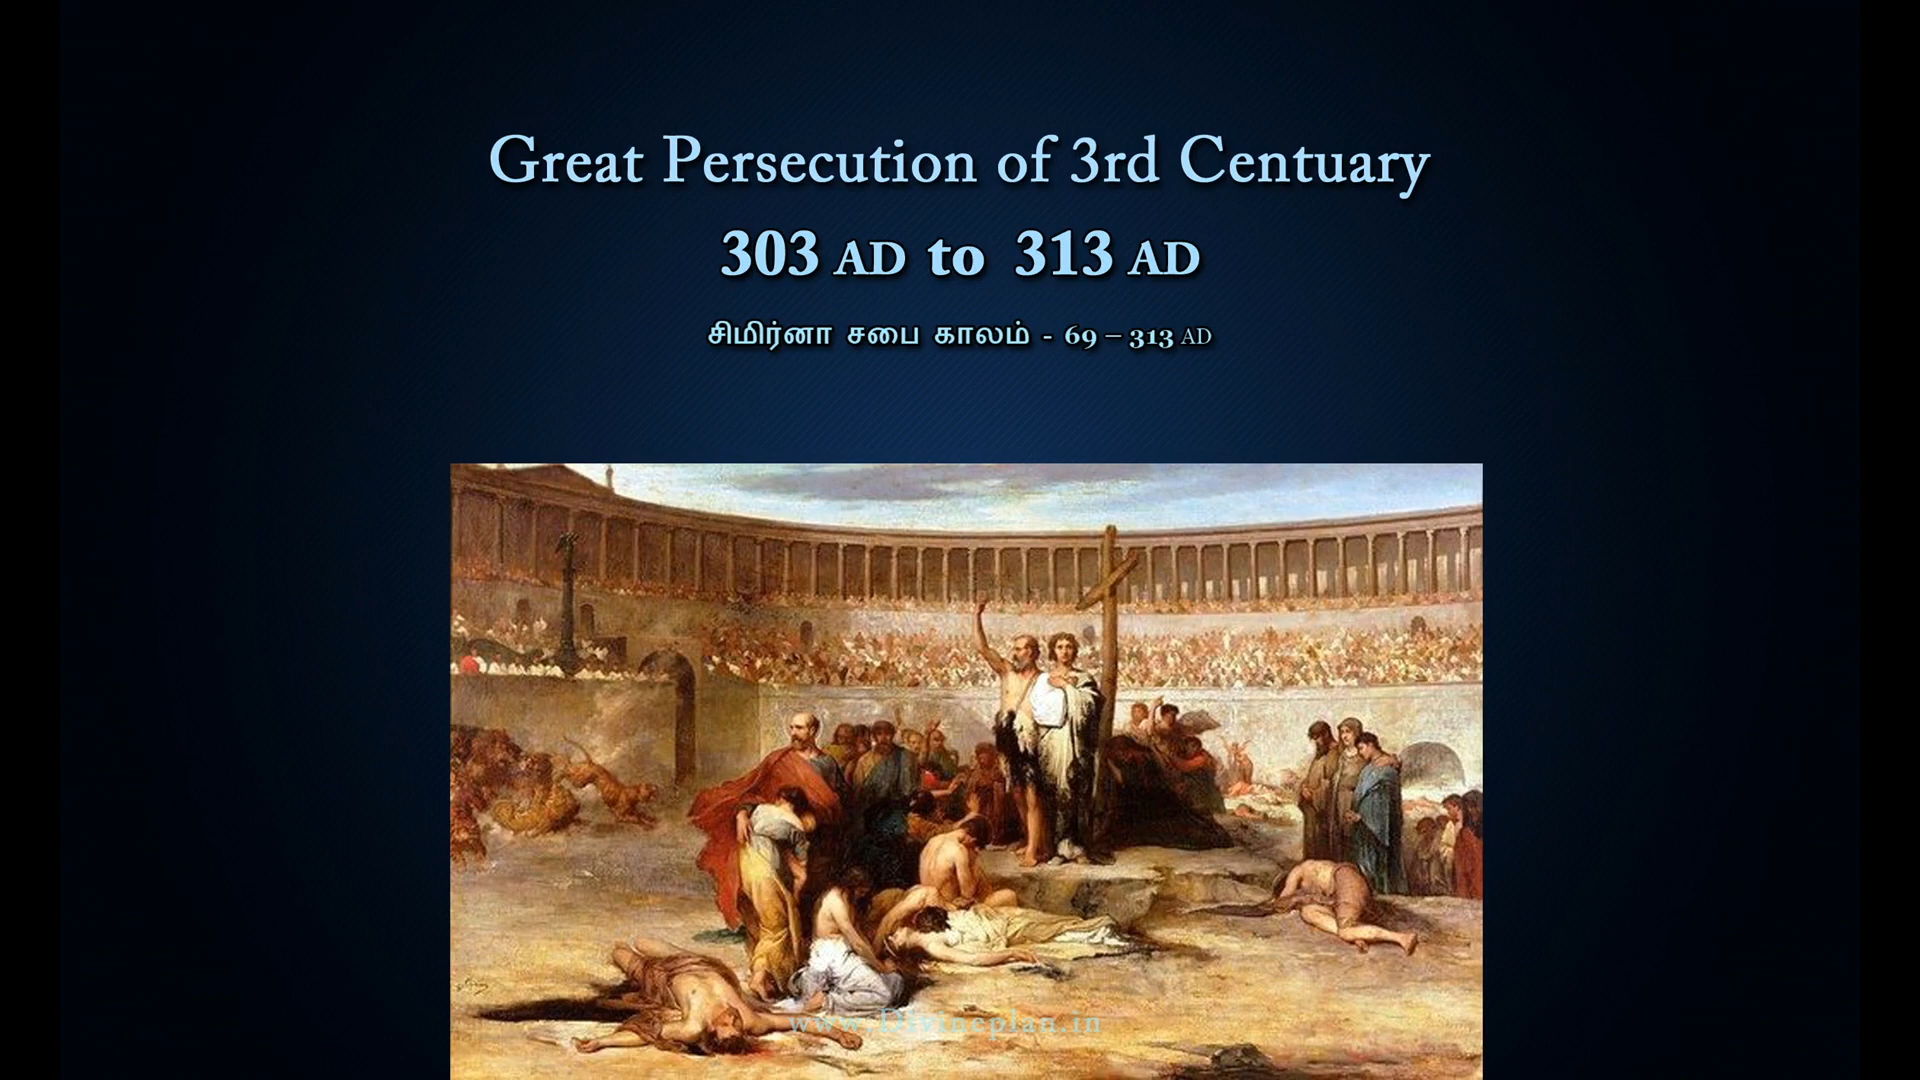 Great Persecution of 3rd Centuary
303 AD to 313 AD
சிமிர்னா சபை காலம் - 69 – 313 AD
www.Divineplan.in